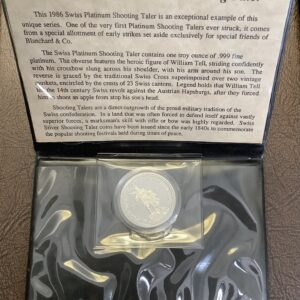 This 1986 Swiss Platinum Shooting Taler is an exceptional example of this
unique series. One of the very first Platinum Shooting Talers ever struck, it comes
from a special allotment of early strikes set aside exclusively for special friends of
Blanchard & Co.
The Swiss Platinum Shooting Taler contains one troy ounce of .999 fine
platinum. The obverse features the heroic figure of William Tell, standing confidently
with his crossbow slung across his shoulder, with his arm around his son. The
reverse is graced by the traditional Swiss Cross superimposed over two vintage
muskets, encircled by the crests of 23 Swiss cantons. Legend holds that William Tell
led the 14th century Swiss revolt against the Austrian Hapsburgs, after they forced
him to shoot an apple from atop his son's head.
Shooting Talers are a direct outgrowth of the proud military tradition of the
Swiss confederation. In a land that was often forced to defend itself against vastly
superior forces, a marksman's skill with rifle or bow was highly regarded. Swiss
Silver Shooting Taler coins have been issued since the early 1840s to commemorate
the popular shooting festivals held during times of peace.